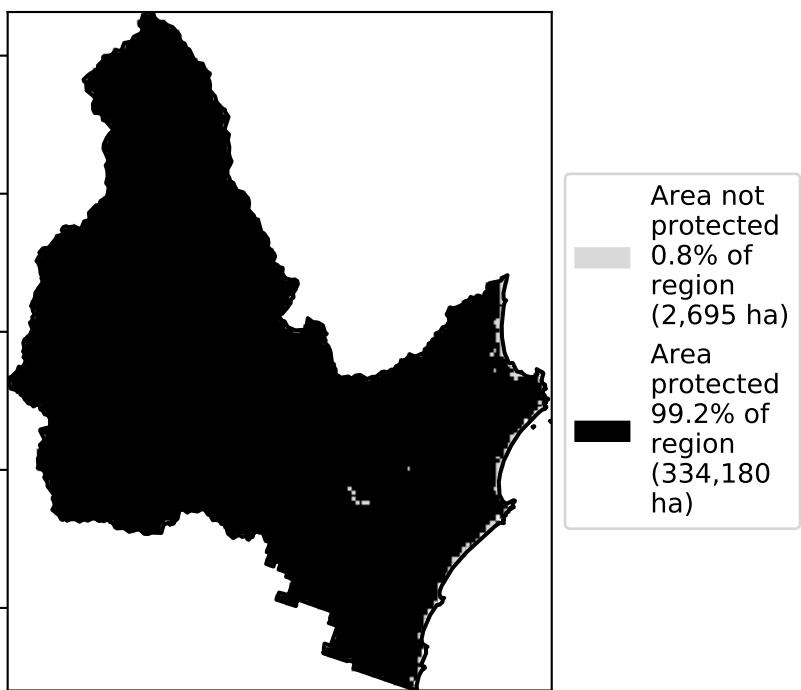 Area not
protected
0.8% of
region
(2,695 ha)
Area
protected
99.2% of
region
(334,180
ha)